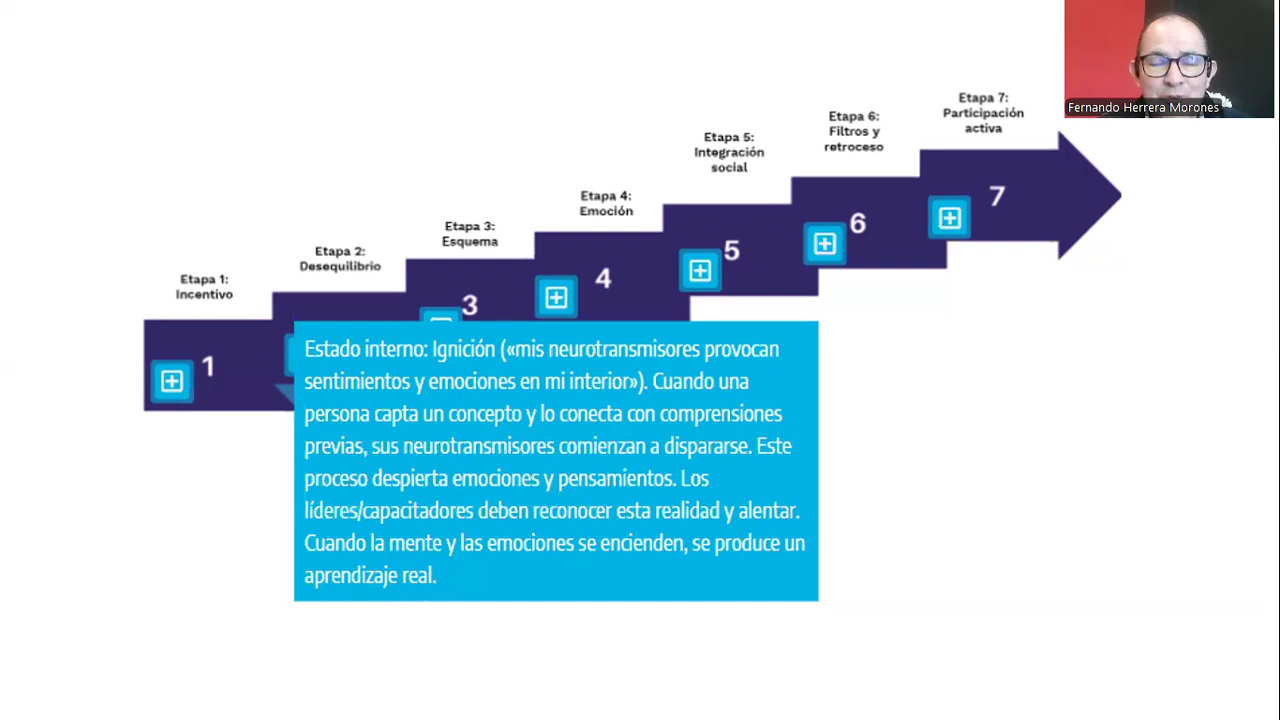 Fernando Herrera Morones
Etapa 7:
Participación
activa
Etapa 6:
Filtros y
retroceso
Etapa 5:
Integración
social
Etapa 4:
Emoción
Etapa 3:
Esquema
Etapa 2:
Desequilibrio
Etapa 1:
Incentivo
1
3
4
5
6
7
Estado interno: Ignición («mis neurotransmisores provocan
sentimientos y emociones en mi interior»). Cuando una
persona capta un concepto y lo conecta con comprensiones
previas, sus neurotransmisores comienzan a dispararse. Este
proceso despierta emociones y pensamientos. Los
líderes/capacitadores deben reconocer esta realidad y alentar.
Cuando la mente y las emociones se encienden, se produce un
aprendizaje real.